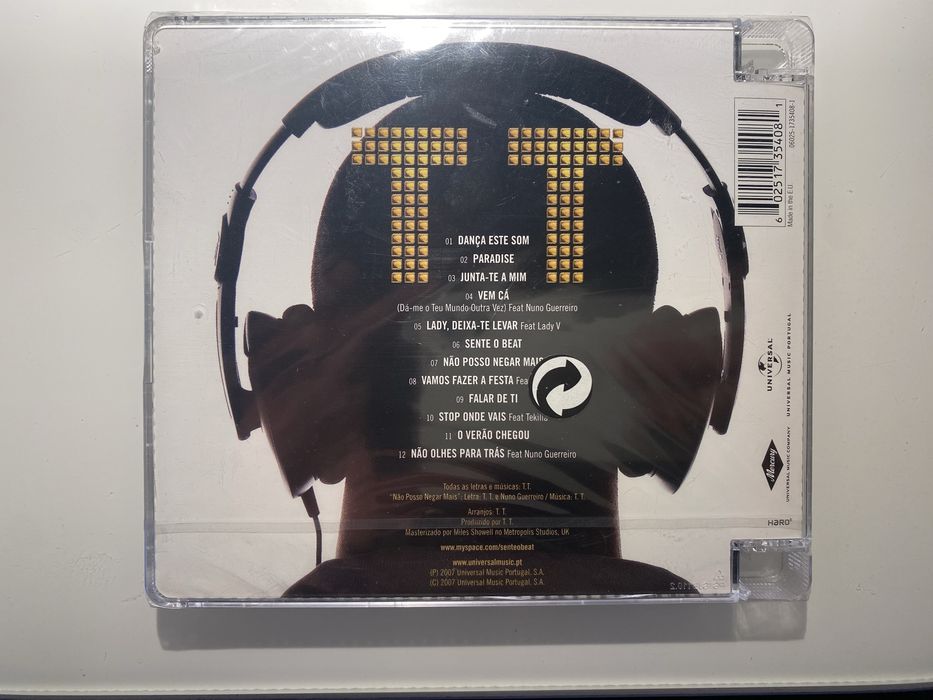 TT
01 DANÇA ESTE SOM
02 PARADISE
03 JUNTA-TE A MIM
04 VEM CÁ
(Dá-me o Teu Mundo Outra Vez) Feat Nuno Guerreiro
05 LADY, DEIXA-TE LEVAR Feat Lady V
06 SENTE O BEAT
07 NÃO POSSO NEGAR MAIS
08 VAMOS FAZER A FESTA
09 FALAR DE TI
10 STOP ONDE VAIS Feat Tekilla
11 O VERÃO CHEGOU
12 NÃO OLHES PARA TRÁS Feat Nuno Guerreiro
Todas as letras e músicas: T.T.
"Não Posso Negar Mais": Letra: T. T. e Nuno Guerreiro / Música: T. T.
Arranjos: T. T.
Produzido por T. T.
Masterizado por Miles Showell no Metropolis Studios, UK
www.myspace.com/senteobeat
www.universalmusic.pt
(P) 2007 Universal Music Portugal, S.A.
(C) 2007 Universal Music Portugal, S.A.
6 02517 35408 1
06025-1735408-1
Made in the E.U.
UNIVERSAL
UNIVERSAL MUSIC PORTUGAL
Mercury
UNIVERSAL MUSIC COMPANY
HARO